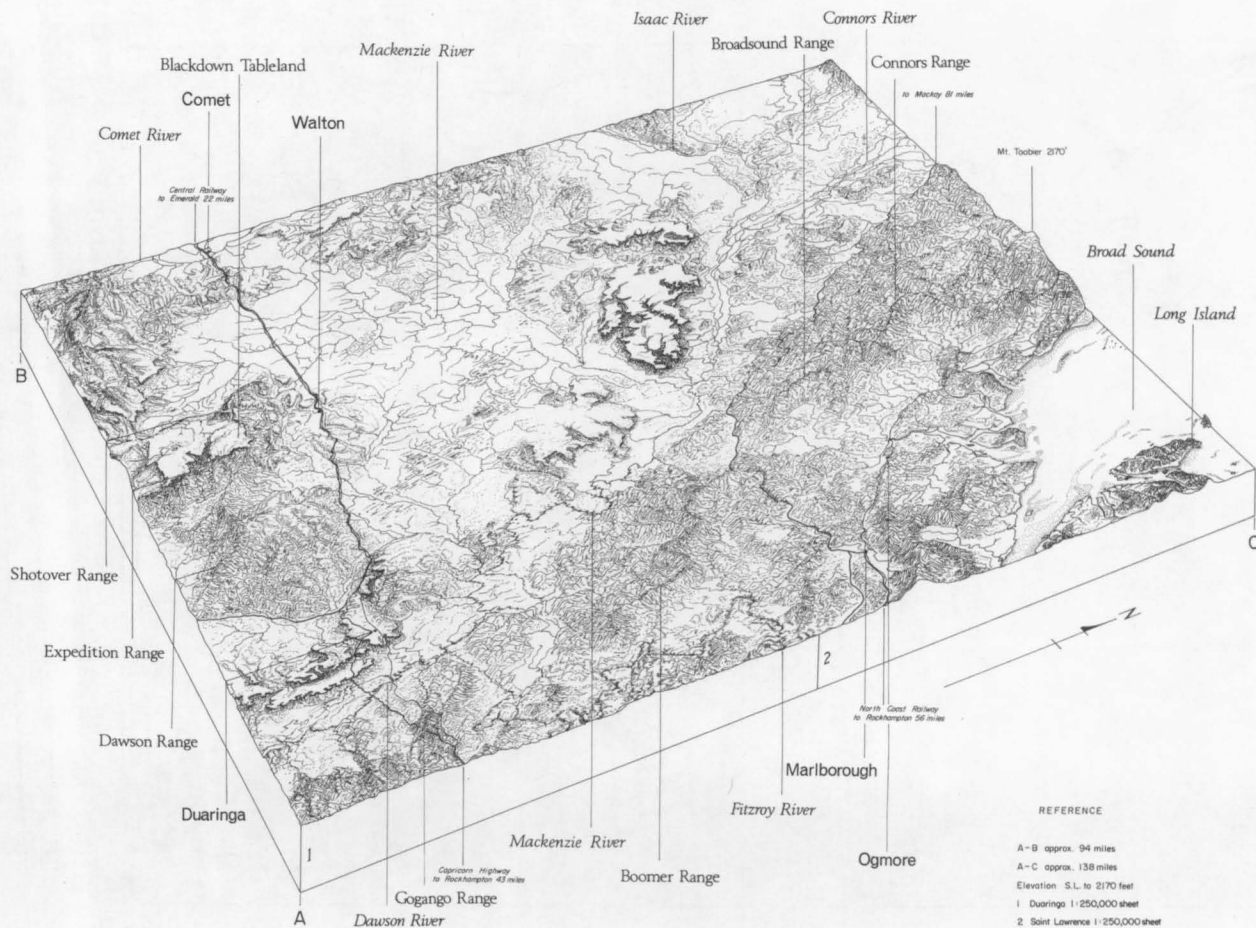 Isaac River
Connors River
Mackenzie River
Broadsound Range
Blackdown Tableland
Connors Range
Comet
to Mackay 81 miles
Walton
Comet River
Mt. Toobier 2170'
Central Railway
to Emerald 22 miles
Broad Sound
Long Island
B
C
Shotover Range
N
Expedition Range
2
North Coast Railway
to Rockhampton 56 miles
Dawson Range
Marlborough
Duaringa
Fitzroy River
REFERENCE
Mackenzie River
1
A-B approx. 94 miles
Ogmore
A-C approx. 138 miles
Capricorn Highway
to Rockhampton 43 miles
Boomer Range
Elevation S.L. to 2170 feet
Gogango Range
1 Duaringa 1:250,000 sheet
A
Dawson River
2 Saint Lawrence 1:250,000 sheet